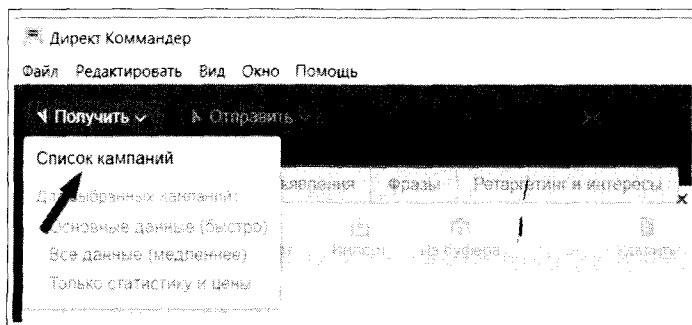 Директ Коммандер
Файл Редактировать Вид Окно Помощь
Получить Отправить
Список кампаний
Для выбранных кампаний:
Фразы Ретаргетинг и интересы
Основные данные (быстро)
Из буфера Удалить
Все данные (медленнее)
Только статистику и цены